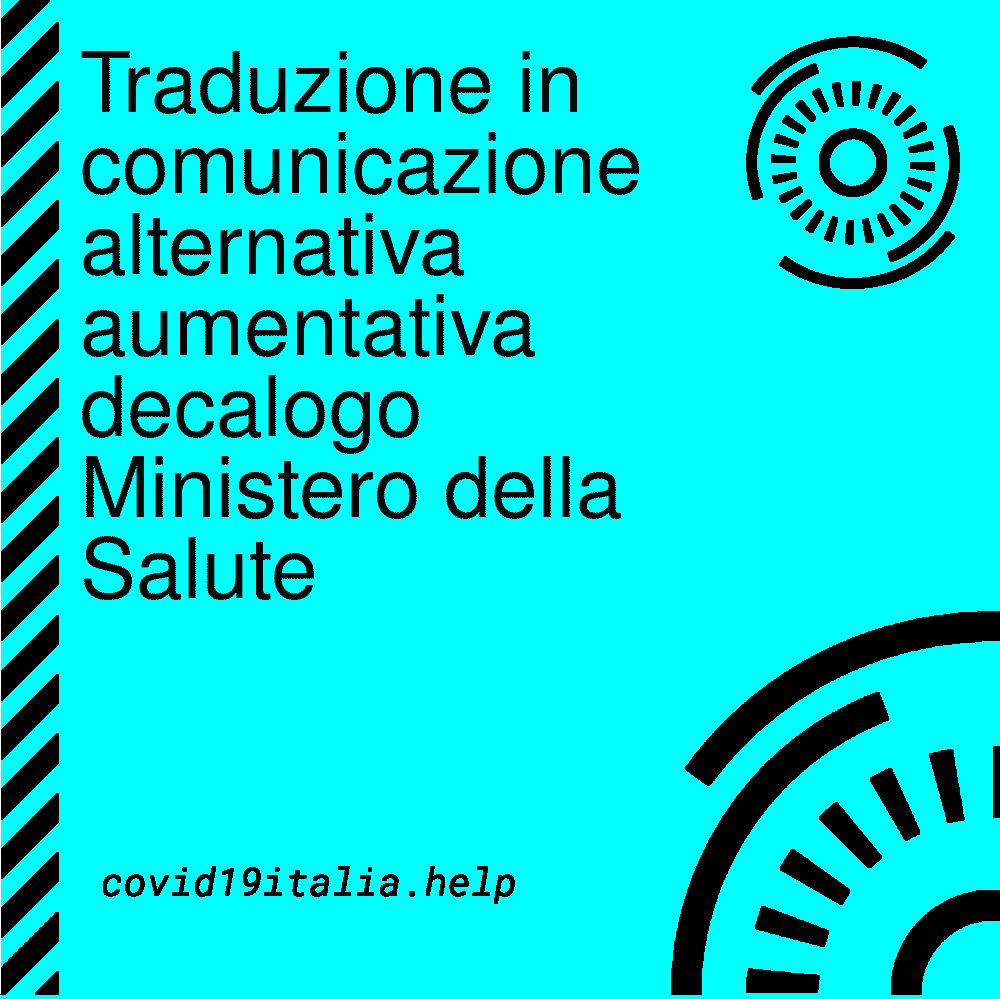 Traduzione in
comunicazione
alternativa
aumentativa
decalogo
Ministero della
Salute
covid19italia.help